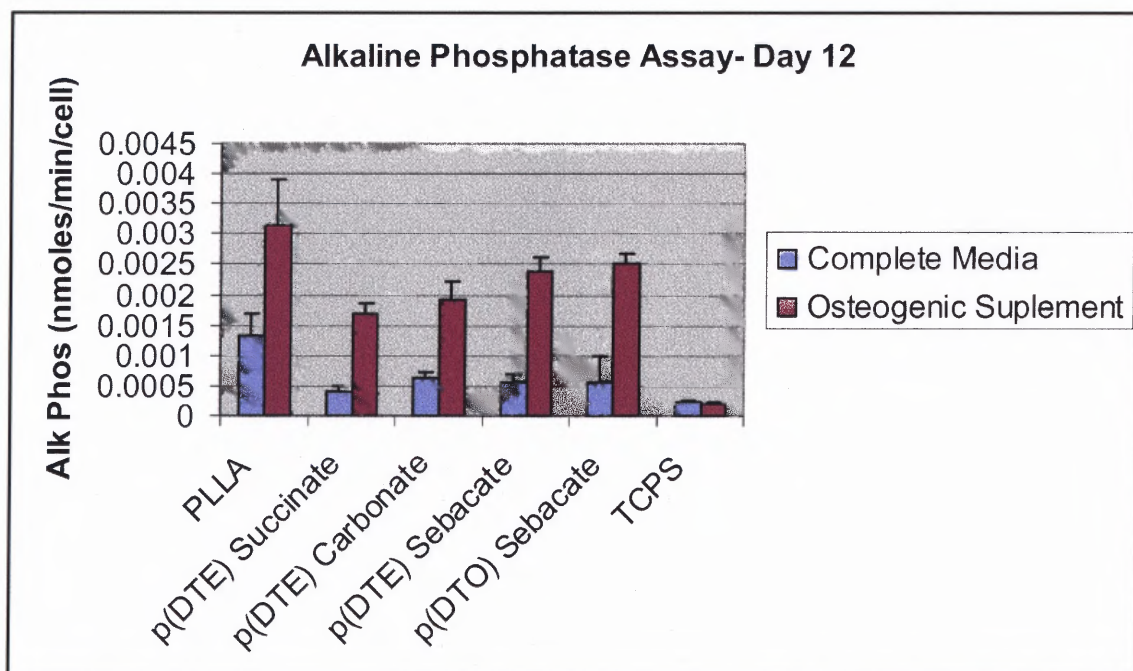 Alkaline Phosphatase Assay- Day 12
Alk Phos (nmoles/min/cell)
0.0045
0.004
0.0035
0.003
0.0025
0.002
0.0015
0.001
0.0005
0
PLLA
p(DTE) Succinate
p(DTE) Carbonate
p(DTE) Sebacate
p(DTO) Sebacate
TCPS
Complete Media
Osteogenic Suplement